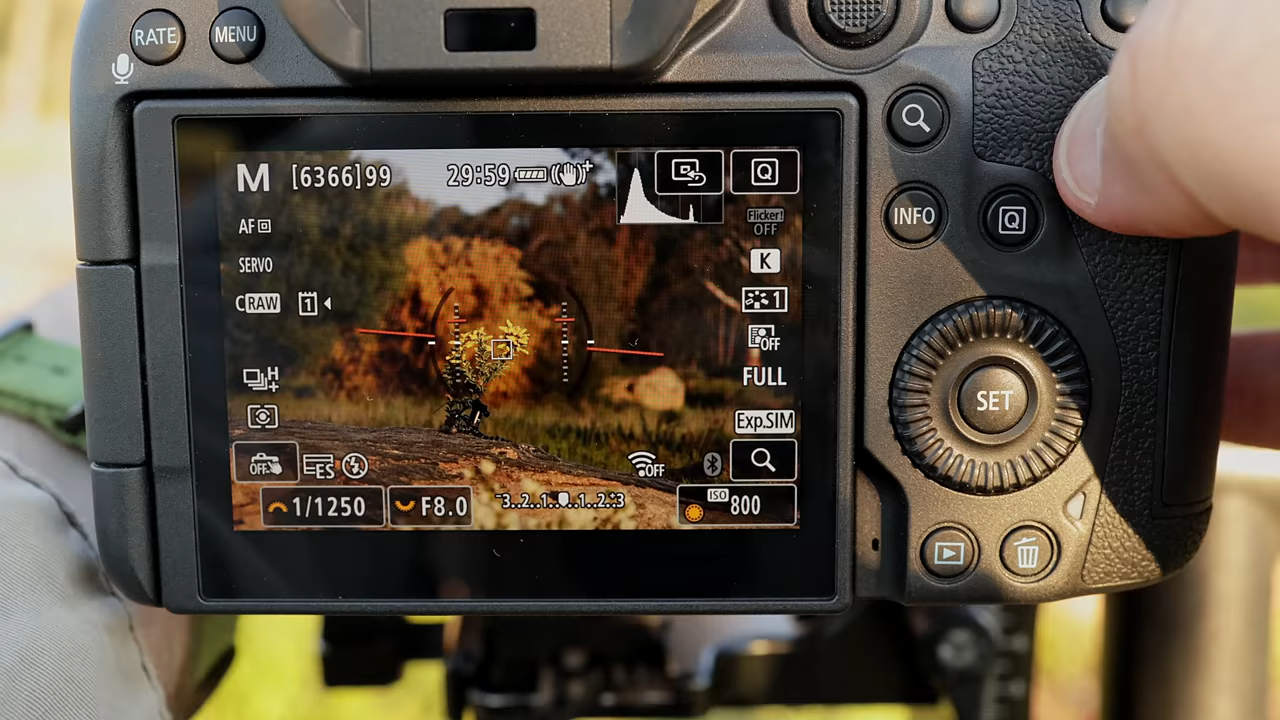 RATE MENU
M [6366]99 29:59
Q
AF
Flicker!
OFF
INFO Q
SERVO
K
CRAW 1
1
OFF
H+
FULL
SET
Exp.SIM
OFF ES
OFF
1/1250 F8.0 -3..2..1..0..1..2..+3 ISO 800